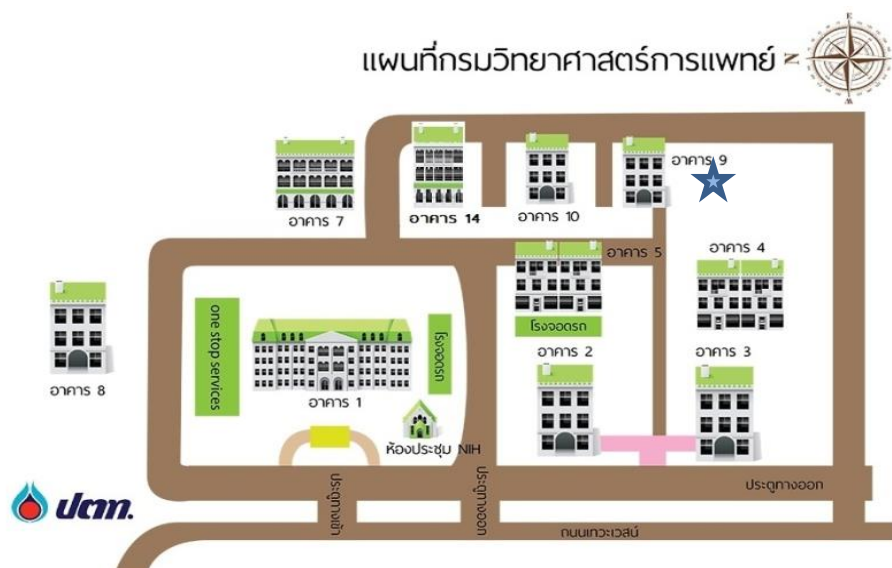 แผนที่กรมวิทยาศาสตร์การแพทย์
N
E
W
อาคาร 9
อาคาร 7
อาคาร 14
อาคาร 10
อาคาร 5
อาคาร 4
one stop services
โรงจอดรถ
โรงจอดรถ
อาคาร 2
อาคาร 3
อาคาร 8
อาคาร 1
ห้องประชุม NIH
ประตูทางเข้า
ประตูทางออก
ประตูทางออก
ปตท.
ถนนเทวะเวสน์